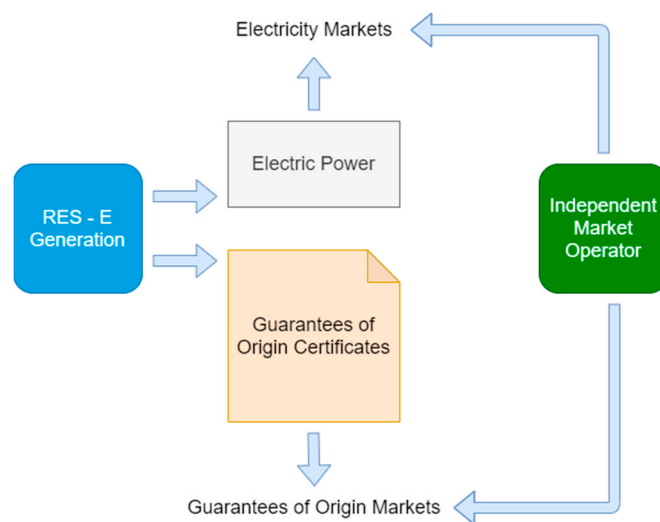 Electricity Markets
Electric Power
RES - E
Generation
Independent
Market
Operator
Guarantees of
Origin Certificates
Guarantees of Origin Markets